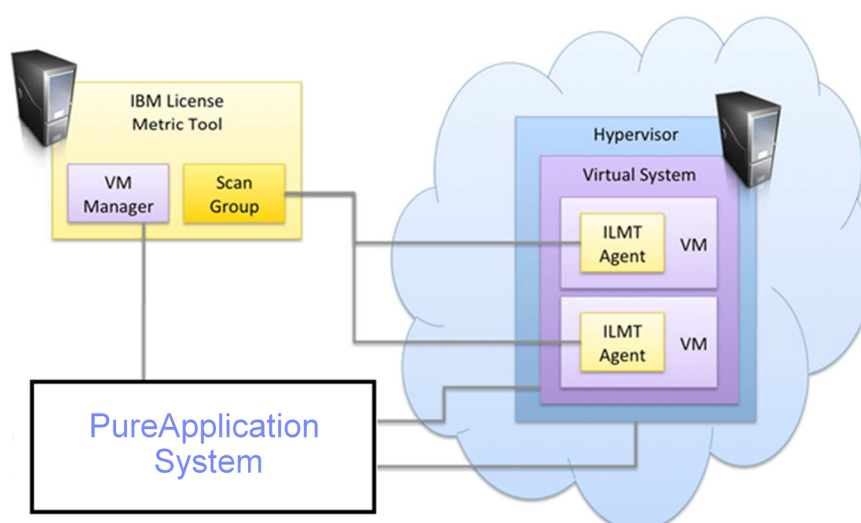 IBM License
Metric Tool
VM
Manager
Scan
Group
Hypervisor
Virtual System
ILMT
Agent
VM
ILMT
Agent
VM
PureApplication
System